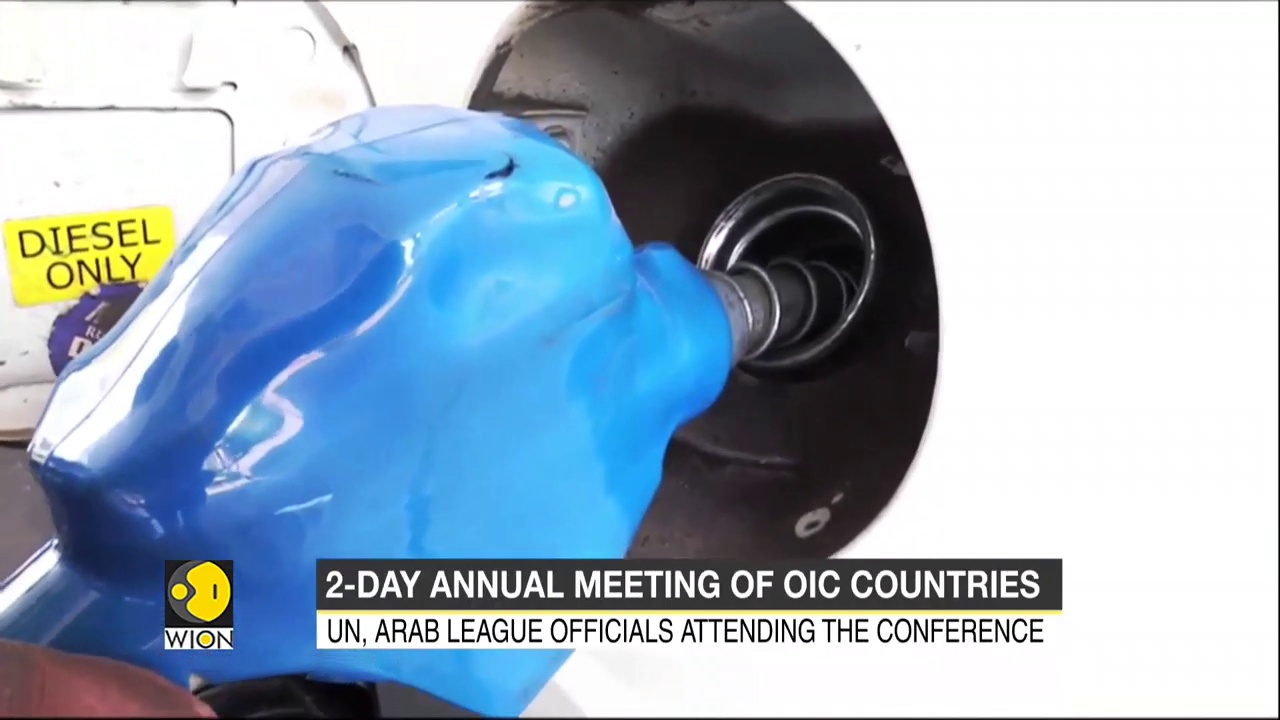 DIESEL
ONLY
2-DAY ANNUAL MEETING OF OIC COUNTRIES
WION
UN, ARAB LEAGUE OFFICIALS ATTENDING THE CONFERENCE